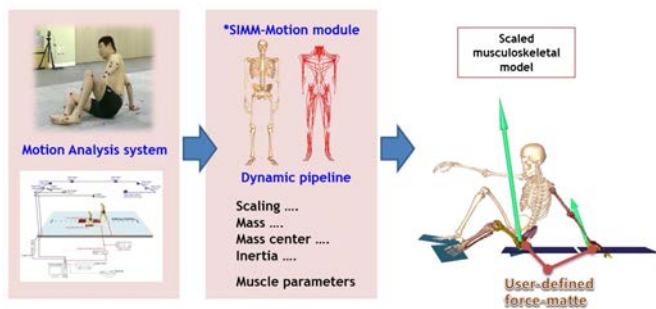 Motion Analysis system
*SIMM-Motion module
Dynamic pipeline
Scaling ....
Mass ....
Mass center ....
Inertia ....
Muscle parameters
Scaled
musculoskeletal
model
User-defined
force-matte